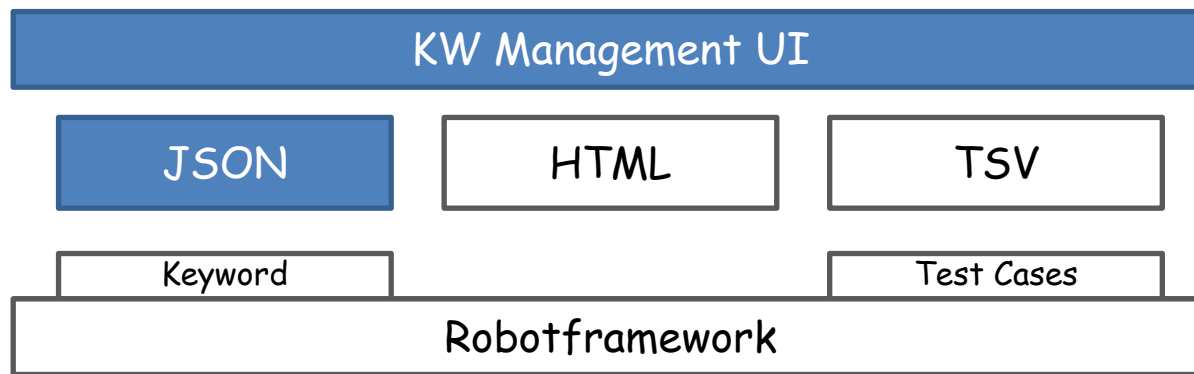 KW Management UI
JSON
HTML
TSV
Keyword
Test Cases
Robotframework